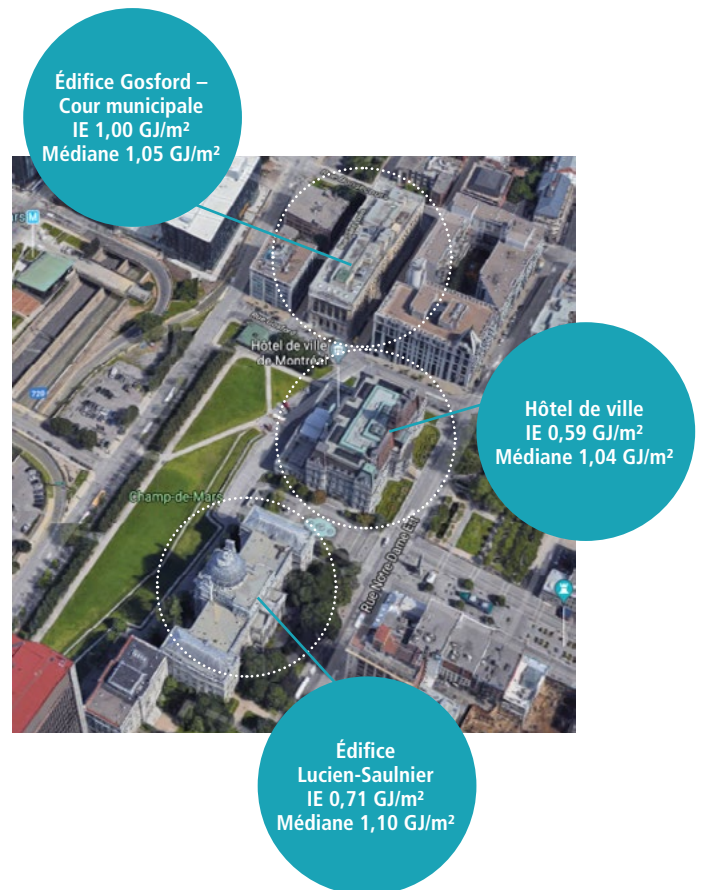 Édifice Gosford –
Cour municipale
IE 1,00 GJ/m²
Médiane 1,05 GJ/m²
M
Hôtel de ville
de Montréal
720
Hôtel de ville
IE 0,59 GJ/m²
Médiane 1,04 GJ/m²
Champ-de-Mars
Rue Notre-Dame Est
Édifice
Lucien-Saulnier
IE 0,71 GJ/m²
Médiane 1,10 GJ/m²